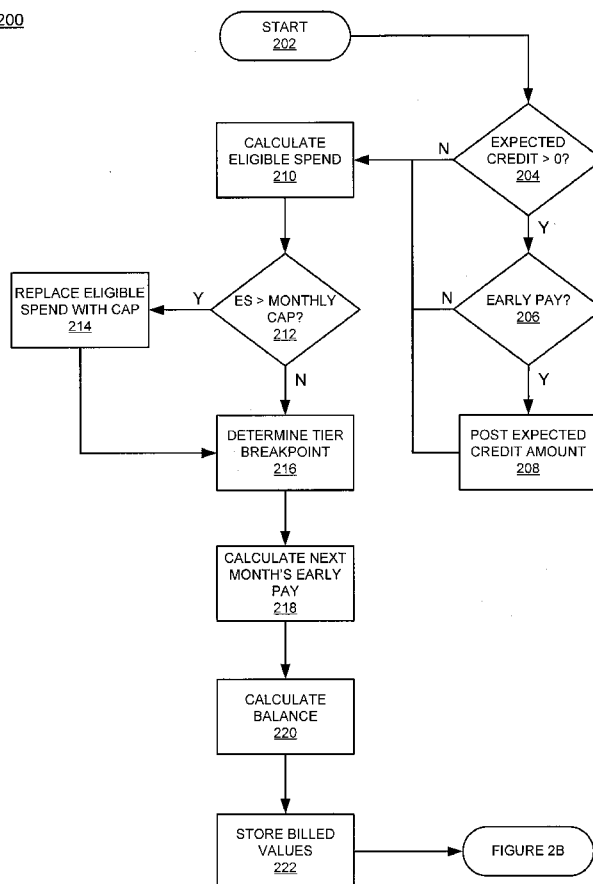 200
START
202
EXPECTED
CREDIT > 0?
204
N
Y
CALCULATE
ELIGIBLE SPEND
210
EARLY PAY?
206
N
Y
POST EXPECTED
CREDIT AMOUNT
208
ES > MONTHLY
CAP?
212
Y
N
REPLACE ELIGIBLE
SPEND WITH CAP
214
DETERMINE TIER
BREAKPOINT
216
CALCULATE NEXT
MONTH'S EARLY
PAY
218
CALCULATE
BALANCE
220
STORE BILLED
VALUES
222
FIGURE 2B